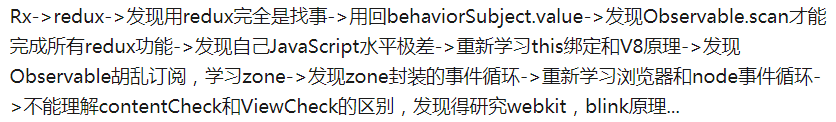 Rx->redux->发现用redux完全是找事->用回behaviorSubject.value->发现Observable.scan才能
完成所有redux功能->发现自己JavaScript水平极差->重新学习this绑定和V8原理->发现
Observable胡乱订阅，学习zone->发现zone封装的事件循环->重新学习浏览器和node事件循环-
>不能理解contentCheck和ViewCheck的区别，发现得研究webkit，blink原理...